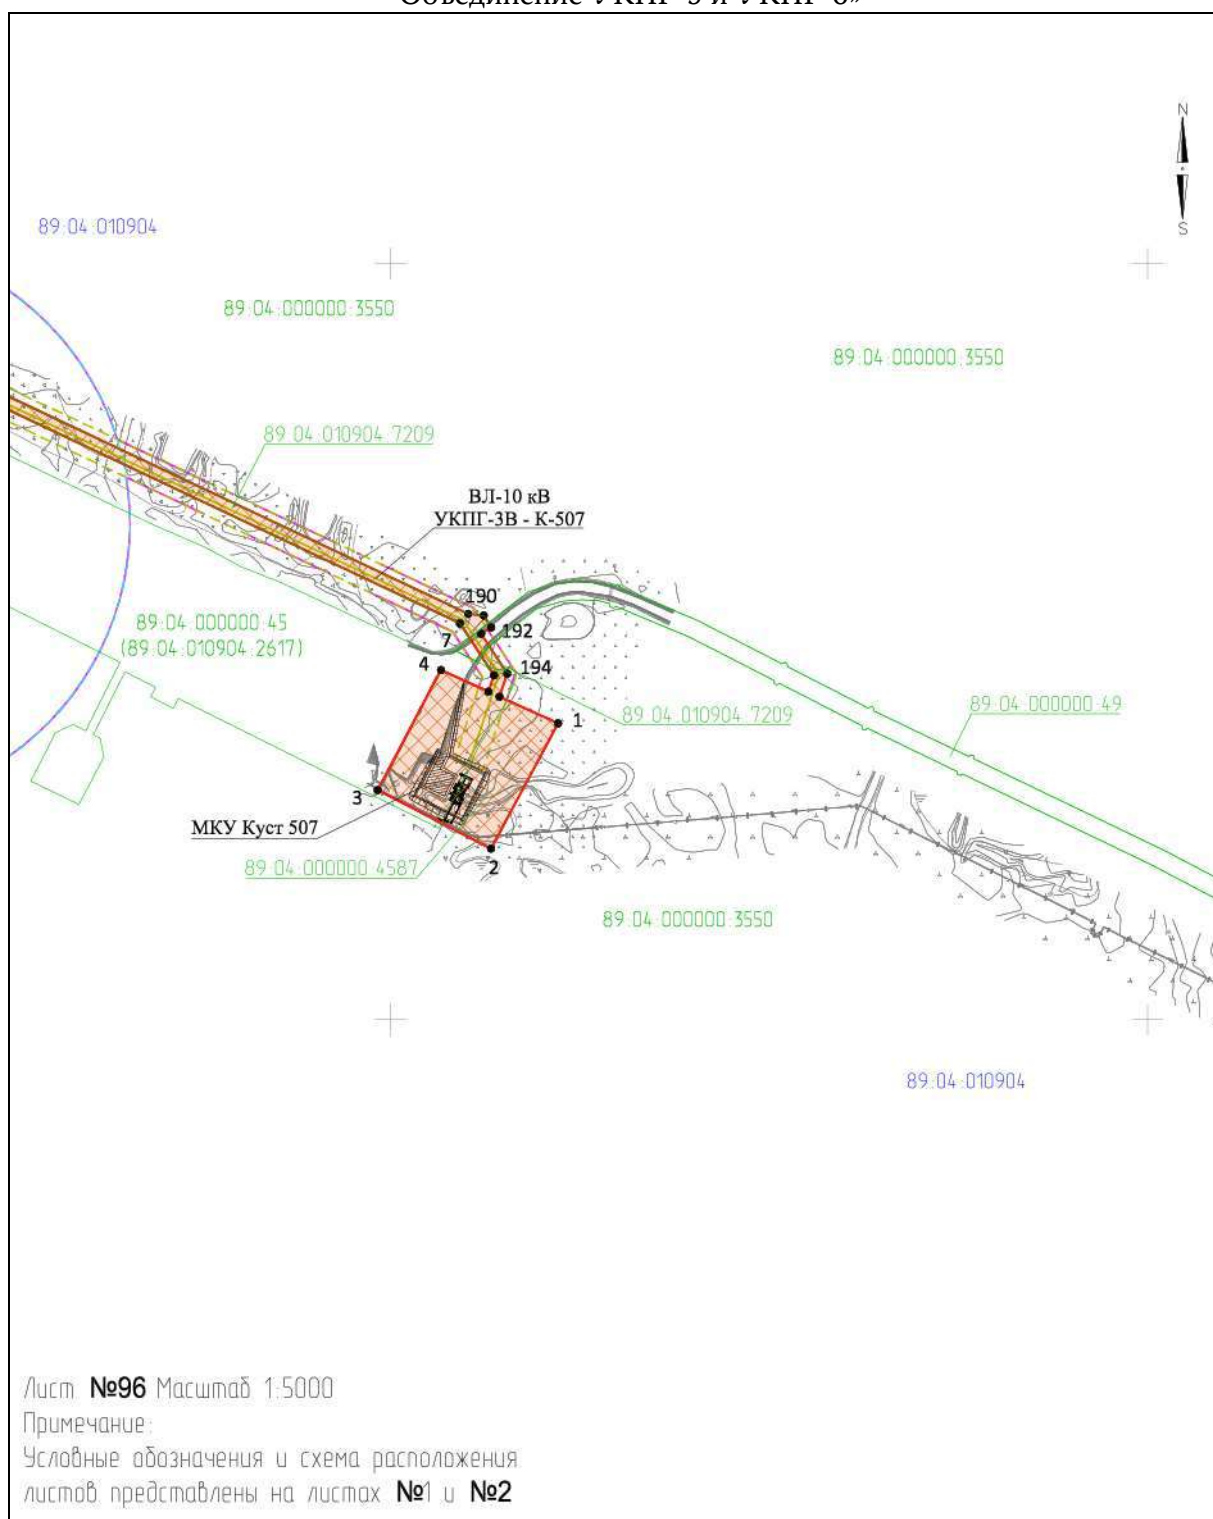 Объединение УКПГ-5 и УКПГ-8»
N
S
89:04:010904
89:04:000000:3550
89:04:000000:3550
89:04:010904:7209
ВЛ-10 кВ
УКПГ-3В - К-507
190
7
192
89:04:000000:45
(89:04:010904:2617)
4
194
89:04:010904:7209
1
89:04:000000:49
3
МКУ Куст 507
89:04:000000:4587
2
89:04:000000:3550
89:04:010904
Лист №96 Масштаб 1:5000
Примечание:
Условные обозначения и схема расположения
листов представлены на листах №1 и №2